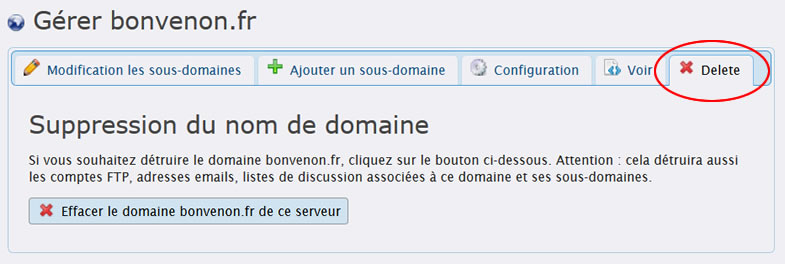 Gérer bonvenon.fr
Modification les sous-domaines
Ajouter un sous-domaine
Configuration
Voir
Delete
Suppression du nom de domaine
Si vous souhaitez détruire le domaine bonvenon.fr, cliquez sur le bouton ci-dessous. Attention : cela détruira aussi
les comptes FTP, adresses emails, listes de discussion associées à ce domaine et ses sous-domaines.
Effacer le domaine bonvenon.fr de ce serveur